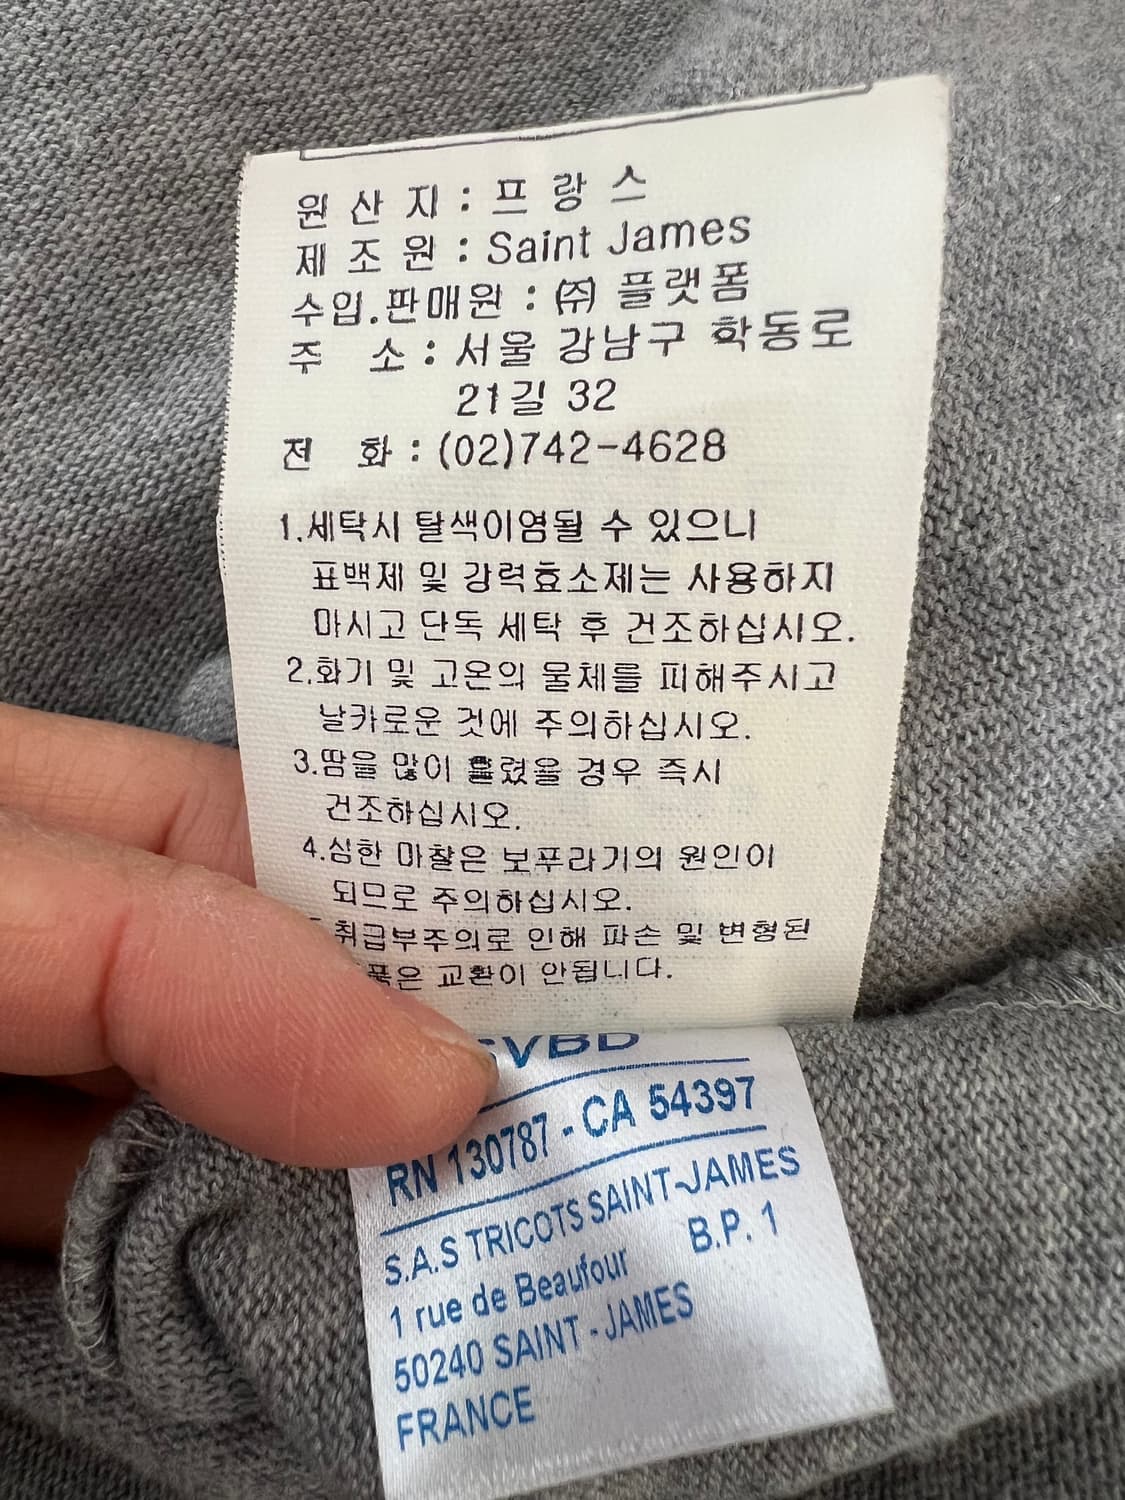 원 산 지 : 프 랑 스
제 조 원 : Saint James
수입.판매원 : ㈜ 플랫폼
주 소 : 서울 강남구 학동로
21길 32
전 화 : (02)742-4628
1.세탁시 탈색이염될 수 있으니
표백제 및 강력효소제는 사용하지
마시고 단독 세탁 후 건조하십시오.
2.화기 및 고온의 물체를 피해주시고
날카로운 것에 주의하십시오.
3.땀을 많이 흘렸을 경우 즉시
건조하십시오.
4.심한 마찰은 보푸라기의 원인이
되므로 주의하십시오.
취급부주의로 인해 파손 및 변형된
교환이 안됩니다.
RN 130787 - CA 54397
S.A.S TRICOTS SAINT-JAMES
1 rue de Beaufour B.P. 1
50240 SAINT - JAMES
FRANCE